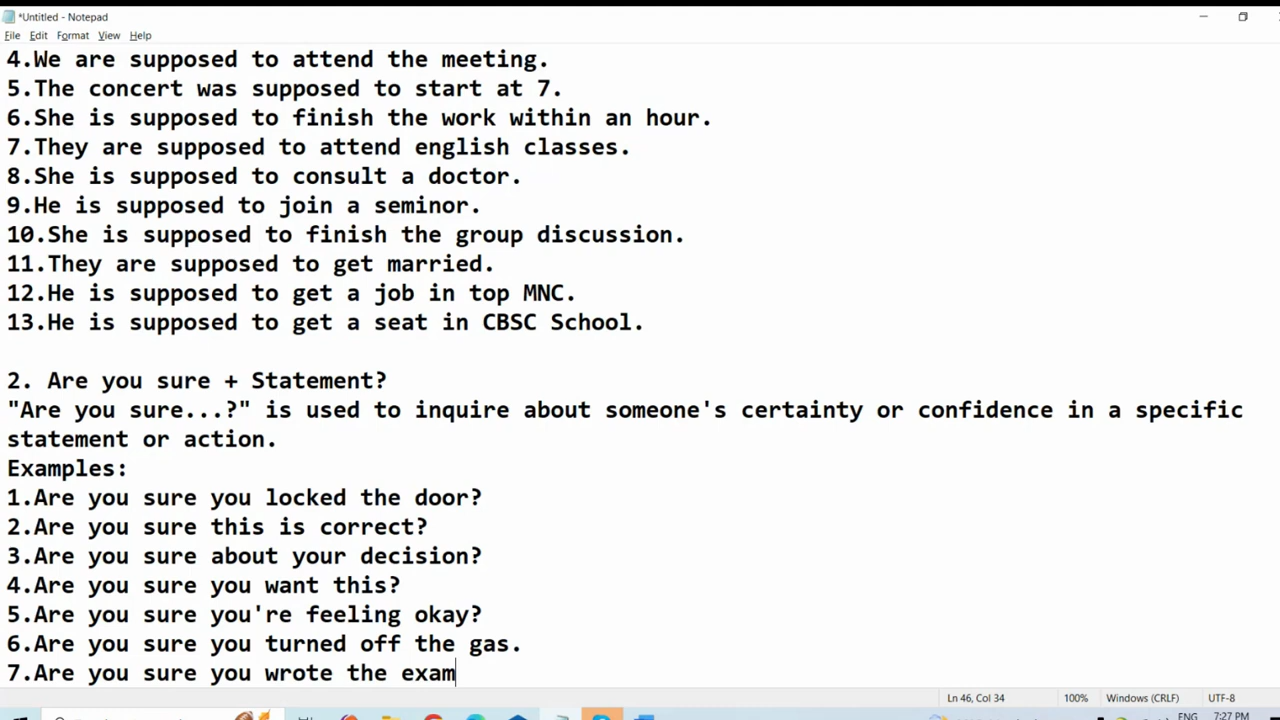 *Untitled - Notepad
File Edit Format View Help
4.We are supposed to attend the meeting.
5.The concert was supposed to start at 7.
6.She is supposed to finish the work within an hour.
7.They are supposed to attend english classes.
8.She is supposed to consult a doctor.
9.He is supposed to join a seminor.
10.She is supposed to finish the group discussion.
11.They are supposed to get married.
12.He is supposed to get a job in top MNC.
13.He is supposed to get a seat in CBSC School.
2. Are you sure + Statement?
"Are you sure...?" is used to inquire about someone's certainty or confidence in a specific
statement or action.
Examples:
1.Are you sure you locked the door?
2.Are you sure this is correct?
3.Are you sure about your decision?
4.Are you sure you want this?
5.Are you sure you're feeling okay?
6.Are you sure you turned off the gas.
7.Are you sure you wrote the exam
Ln 46, Col 34 100% Windows (CRLF) UTF-8
ENG 7:27 PM